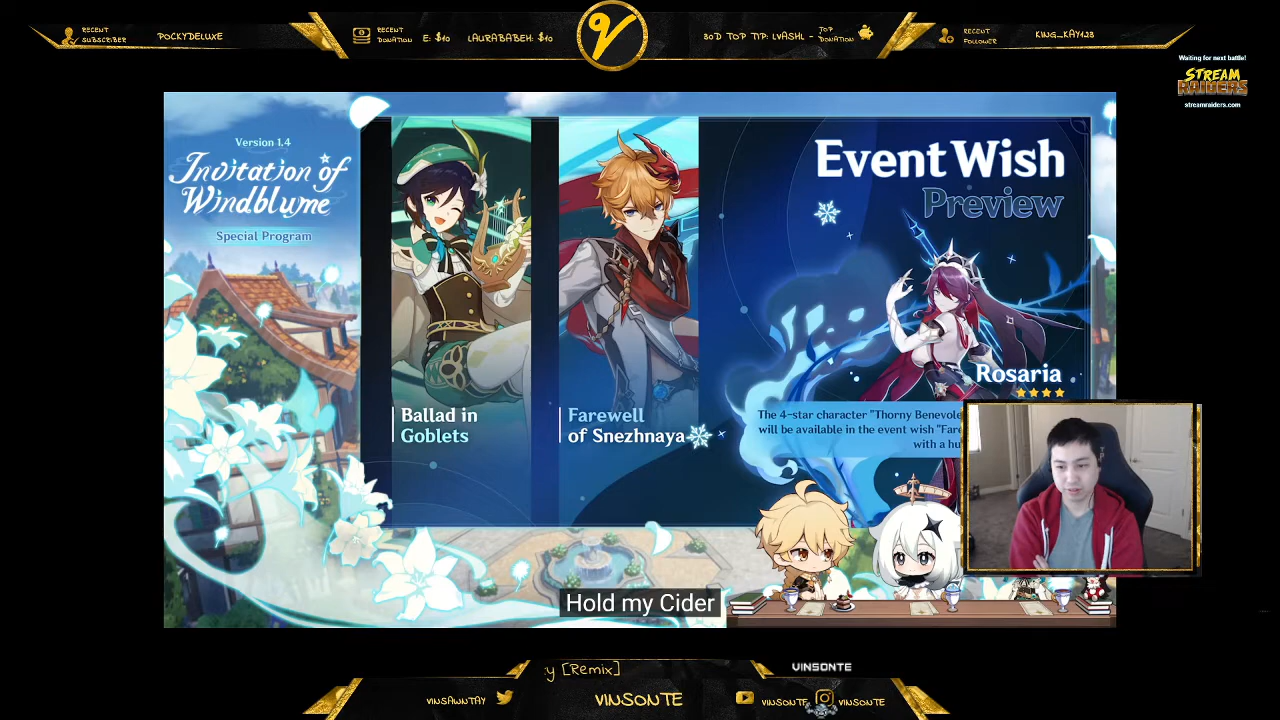 RECENT
SUBSCRIBER
POCKYDELUXE
RECENT
DONATION
E: $10
LAURABABEH: $10
30D TOP TIP: LVASHL -
TOP
DONATION
RECENT
FOLLOWER
KING_KAY123
Waiting for next battle!
STREAM
RAIDERS
streamraiders.com
Version 1.4
Invitation of
Windblume
Special Program
Ballad in
Goblets
Farewell
of Snezhnaya
Event Wish
Preview
Rosaria
The 4-star character "Thorny Benevole
will be available in the event wish "Fare
with a hu
Hold my Cider
y [Remix]
VINSONTE
VINSAWNTAY
VINSONTE
VINSONTE
VINSONTE